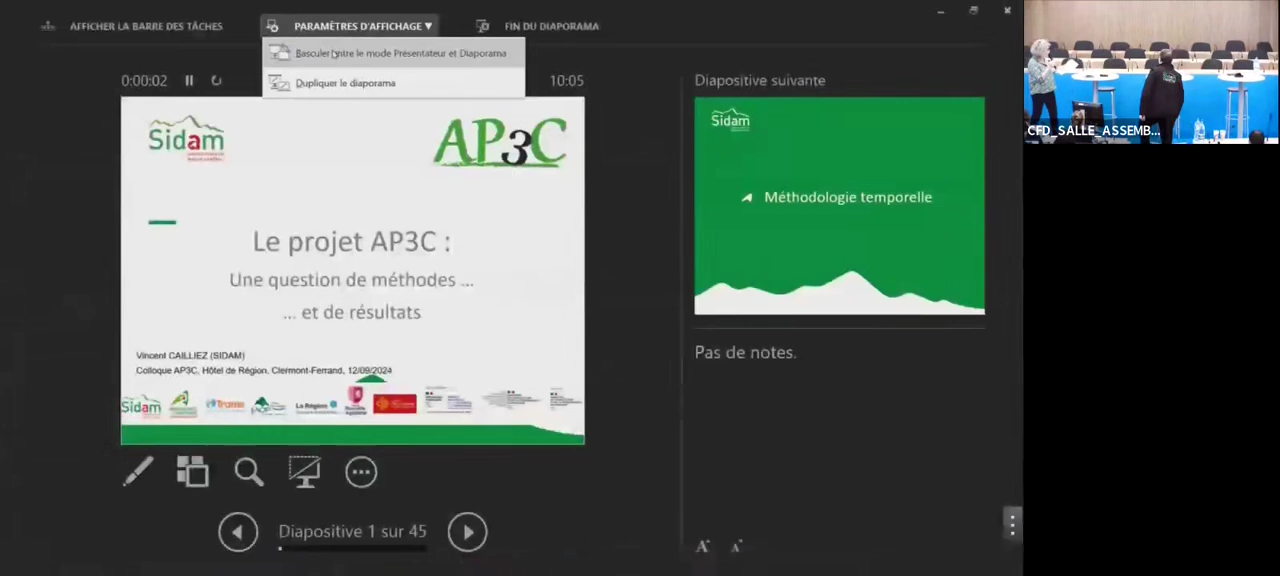 AFFICHER LA BARRE DES TÂCHES
PARAMÈTRES D'AFFICHAGE ▼
FIN DU DIAPORAMA
Basculer entre le mode Présentateur et Diaporama
Dupliquer le diaporama
0:00:02
10:05
Sidam
AP3C
Le projet AP3C :
Une question de méthodes ...
... et de résultats
Vincent CAILLIEZ (SIDAM)
Colloque AP3C, Hôtel de Région, Clermont-Ferrand, 12/09/2024
Sidam
La Région
Diapositive 1 sur 45
Diapositive suivante
Sidam
Méthodologie temporelle
Pas de notes.
A A
CFD_SALLE_ASSEMB...